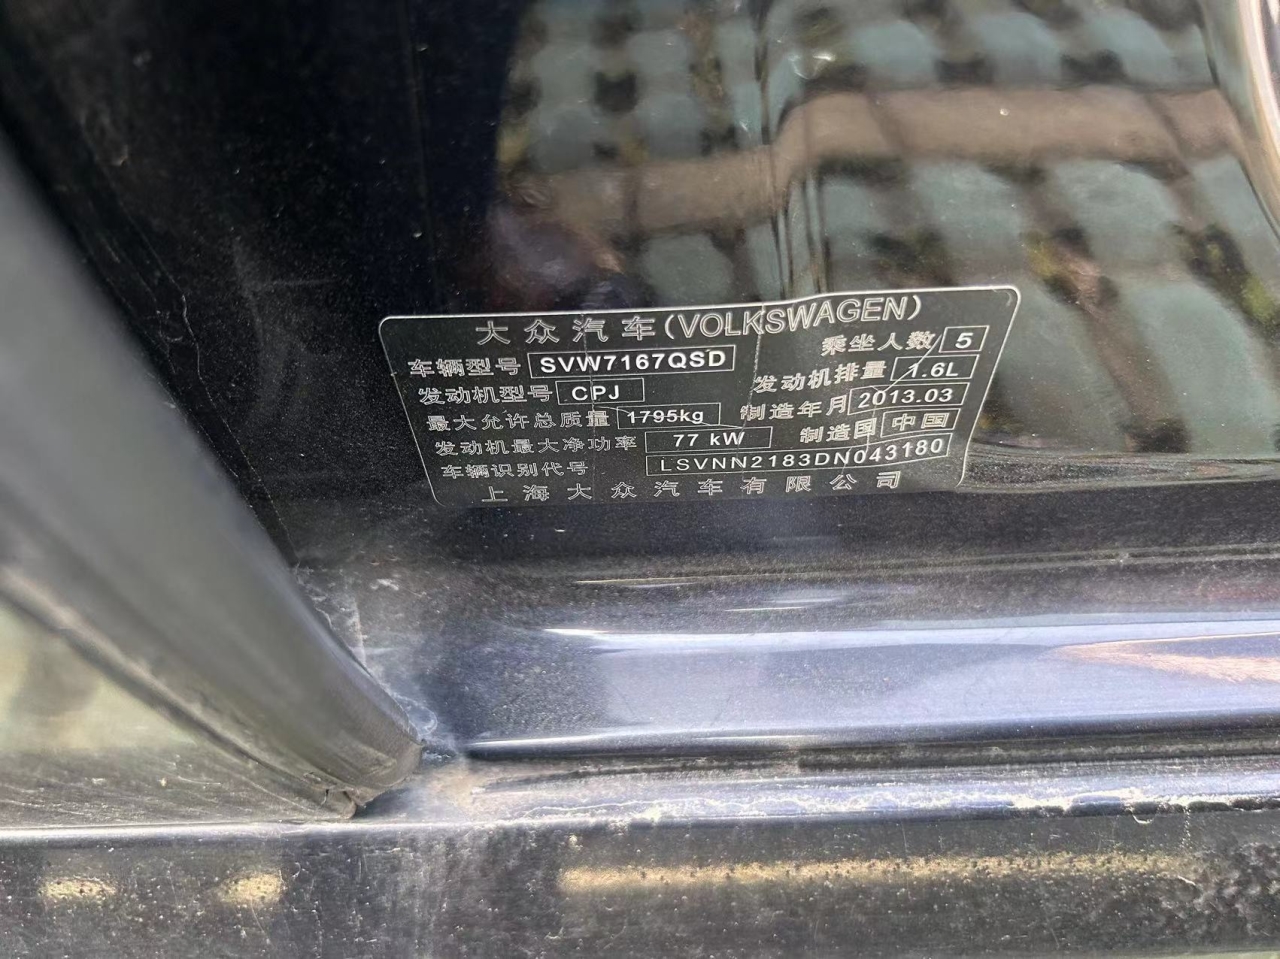 大众汽车(VOLKSWAGEN)
车辆型号 SVW7167QSD 乘坐人数 5
发动机型号 CPJ 发动机排量 1.6L
最大允许总质量 1795kg 制造年月 2013.03
发动机最大净功率 77 kW 制造国 中国
车辆识别代号 LSVNN2183DN043180
上海大众汽车有限公司